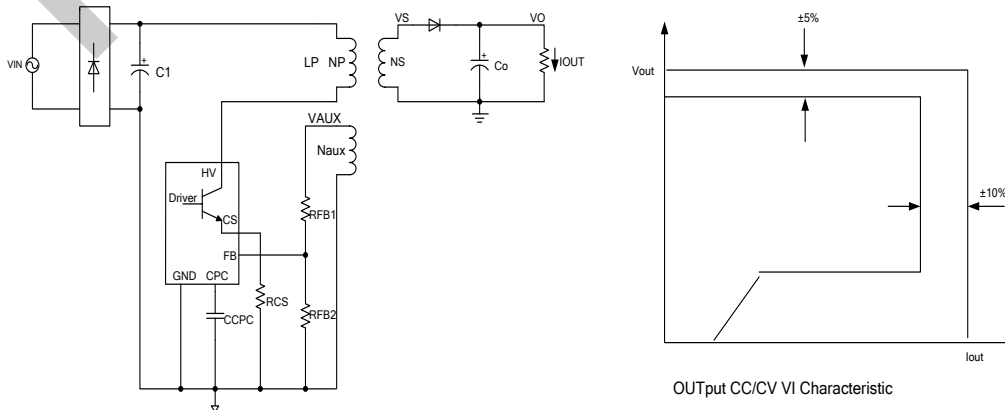 VIN
C1
LP NP
NS
VS
VO
Co
IOUT
VAUX
Naux
HV
Driver
CS
FB
GND CPC
RFB1
RFB2
RCS
CCPC
±5%
Vout
±10%
Iout
OUTput CC/CV VI Characteristic